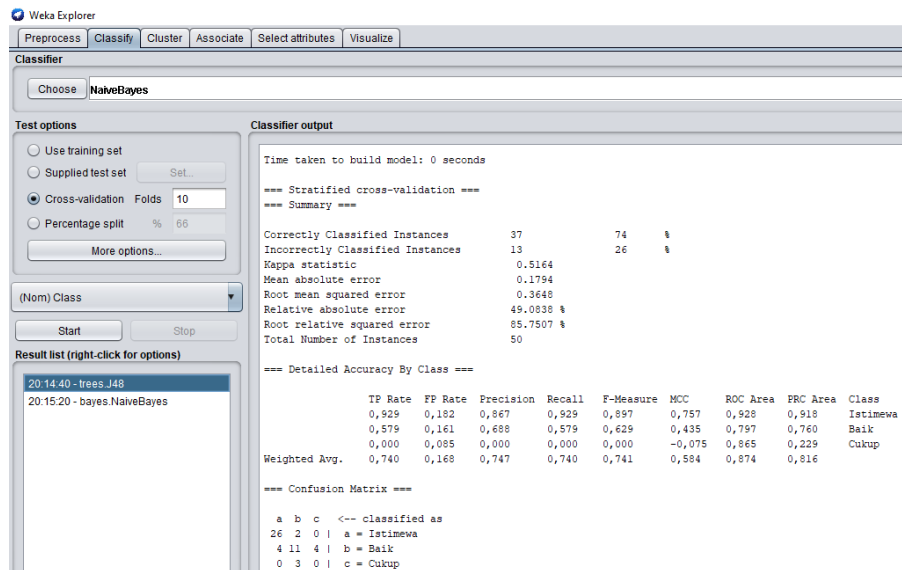 Weka Explorer
Preprocess Classify Cluster Associate Select attributes Visualize
Classifier
Choose NaiveBayes
Test options
Use training set
Supplied test set Set...
Cross-validation Folds 10
Percentage split % 66
More options...
(Nom) Class
Start Stop
Result list (right-click for options)
20:14:40 - trees.J48
20:15:20 - bayes.NaiveBayes
Classifier output
Time taken to build model: 0 seconds
=== Stratified cross-validation ===
=== Summary ===
Correctly Classified Instances 37 74 %
Incorrectly Classified Instances 13 26 %
Kappa statistic 0.5164
Mean absolute error 0.1794
Root mean squared error 0.3648
Relative absolute error 49.0838 %
Root relative squared error 85.7507 %
Total Number of Instances 50
=== Detailed Accuracy By Class ===
TP Rate FP Rate Precision Recall F-Measure MCC ROC Area PRC Area Class
0,929 0,182 0,867 0,929 0,897 0,757 0,928 0,918 Istimewa
0,579 0,161 0,688 0,579 0,629 0,435 0,797 0,760 Baik
0,000 0,085 0,000 0,000 0,000 -0,075 0,865 0,229 Cukup
Weighted Avg. 0,740 0,168 0,747 0,740 0,741 0,584 0,874 0,816
=== Confusion Matrix ===
a b c <-- classified as
26 2 0 | a = Istimewa
4 11 4 | b = Baik
0 3 0 | c = Cukup